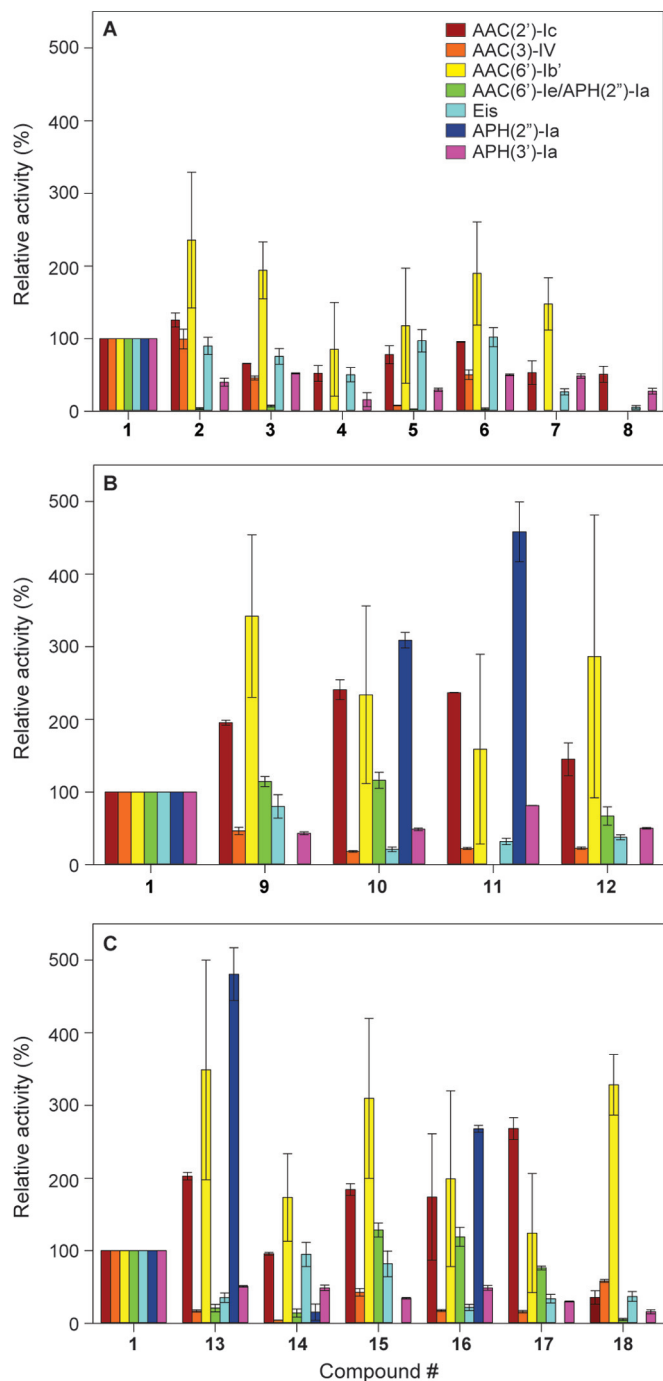 A
AAC(2')-Ic
AAC(3)-IV
AAC(6')-Ib'
AAC(6')-Ie/APH(2")-Ia
Eis
APH(2")-Ia
APH(3')-Ia
500
400
300
200
100
0
Relative activity (%)
1 2 3 4 5 6 7 8
B
500
400
300
200
100
0
Relative activity (%)
1 9 10 11 12
C
500
400
300
200
100
0
Relative activity (%)
1 13 14 15 16 17 18
Compound #